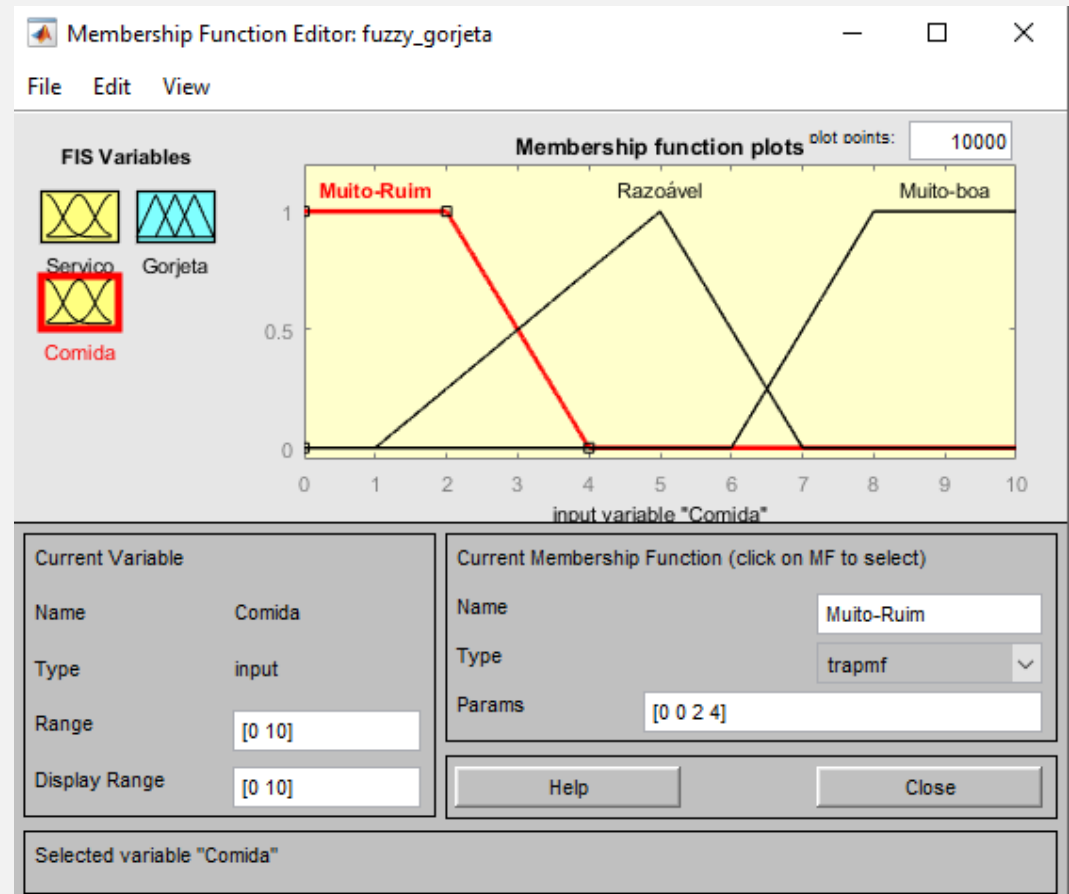 Membership Function Editor: fuzzy_gorjeta
File Edit View
FIS Variables
Membership function plots
plot points:
10000
Muito-Ruim
Razoável
Muito-boa
1
0.5
0
0 1 2 3 4 5 6 7 8 9 10
input variable "Comida"
Serviço
Gorjeta
Comida
Current Variable
Name Comida
Type input
Range [0 10]
Display Range [0 10]
Current Membership Function (click on MF to select)
Name Muito-Ruim
Type trapmf
Params [0 0 2 4]
Help Close
Selected variable "Comida"